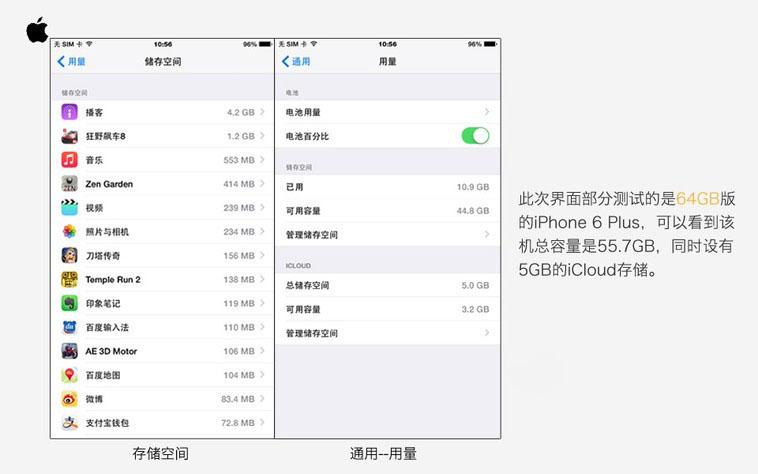 无 SIM 卡 10:56 96%
用量 储存空间
储存空间
播客 4.2 GB
狂野飙车8 1.2 GB
音乐 553 MB
Zen Garden 414 MB
视频 239 MB
照片与相机 234 MB
刀塔传奇 156 MB
Temple Run 2 138 MB
印象笔记 119 MB
百度输入法 110 MB
AE 3D Motor 106 MB
百度地图 104 MB
微博 83.4 MB
支付宝钱包 72.8 MB
存储空间
无 SIM 卡 10:56 96%
通用 用量
电池
电池用量
电池百分比
储存空间
已用 10.9 GB
可用容量 44.8 GB
管理储存空间
ICLOUD
总储存空间 5.0 GB
可用容量 3.2 GB
管理储存空间
通用--用量
此次界面部分测试的是64GB版
的iPhone 6 Plus，可以看到该
机总容量是55.7GB，同时设有
5GB的iCloud存储。